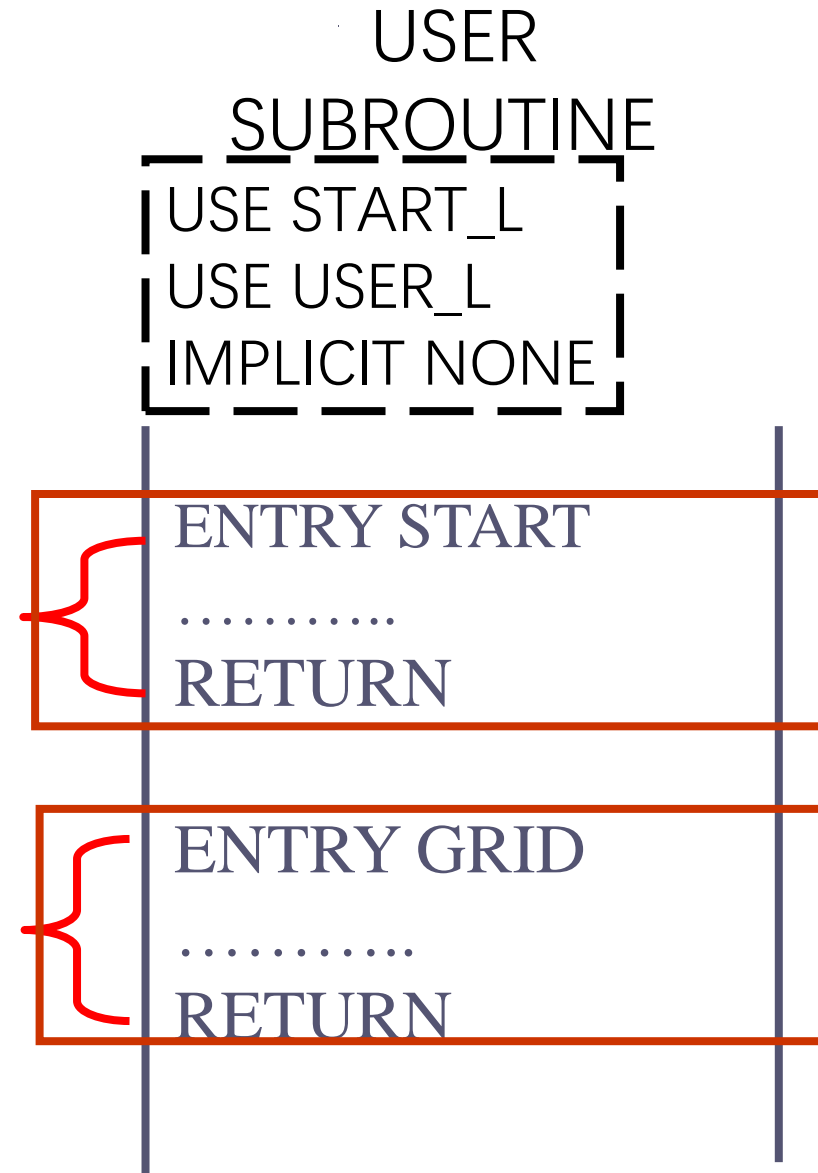 USER
SUBROUTINE
USE START_L
USE USER_L
IMPLICIT NONE
ENTRY START
………..
RETURN
ENTRY GRID
………..
RETURN